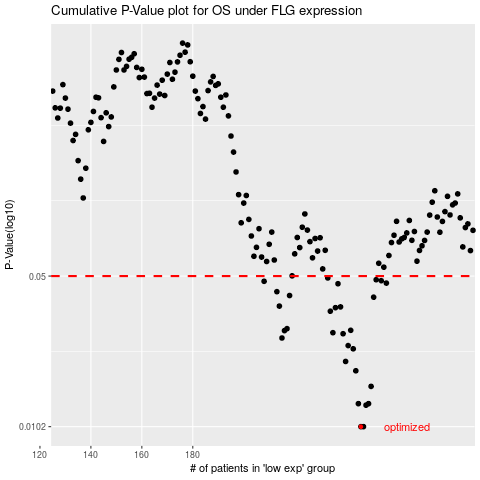 Cumulative P-Value plot for OS under FLG expression
P-Value(log10)
0.05
0.0102
optimized
120 140 160 180
# of patients in 'low exp' group